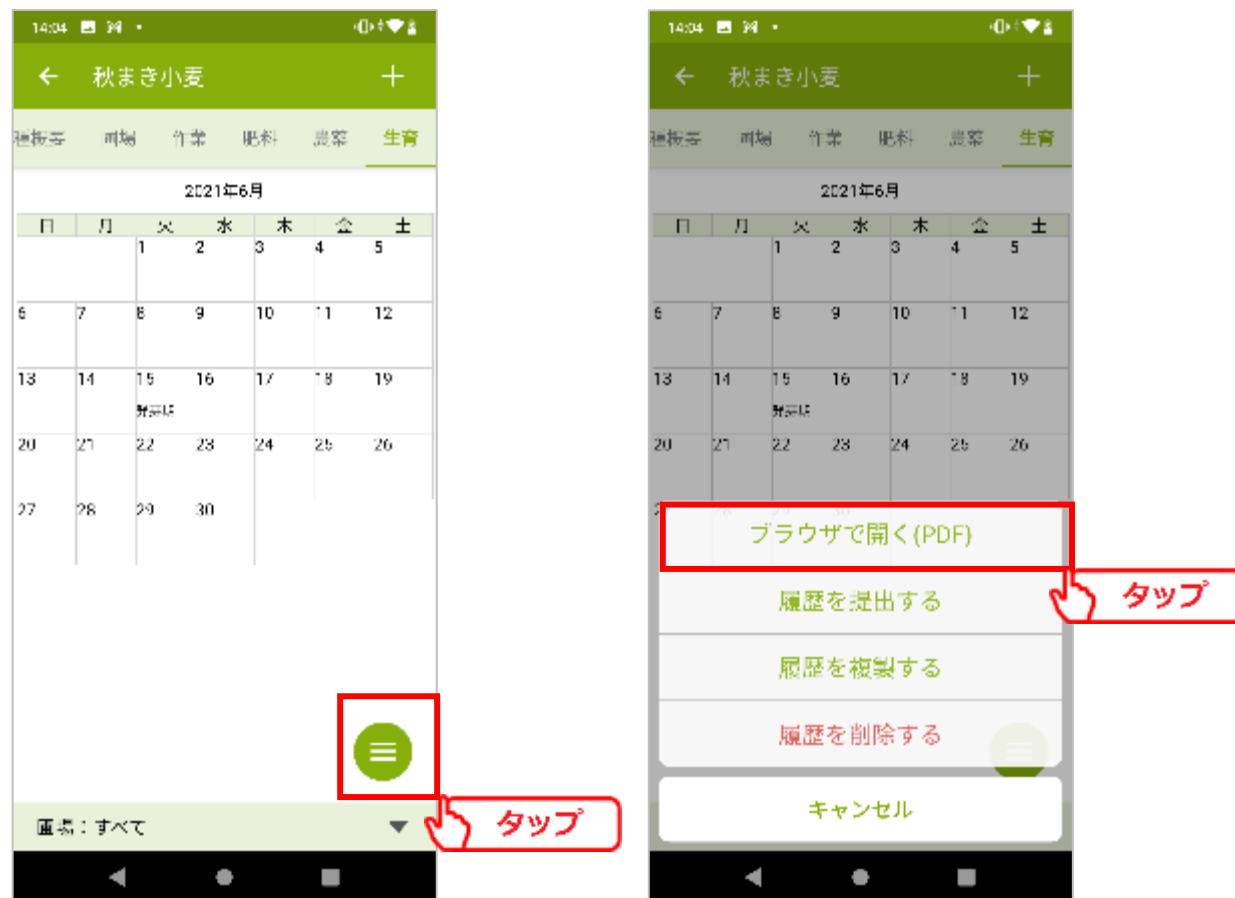 14:04
秋まき小麦
圃場 作業 肥料 農薬 生育
2021年6月
日 月 火 水 木 金 土
1 2 3 4 5
6 7 8 9 10 11 12
13 14 15 16 17 18 19
20 21 22 23 24 25 26
27 28 29 30
圃場：すべて
タップ
14:04
秋まき小麦
圃場 作業 肥料 農薬 生育
2021年6月
日 月 火 水 木 金 土
1 2 3 4 5
6 7 8 9 10 11 12
13 14 15 16 17 18 19
20 21 22 23 24 25 26
28 29 30
ブラウザで開く(PDF)
履歴を提出する
履歴を複製する
履歴を削除する
キャンセル
タップ